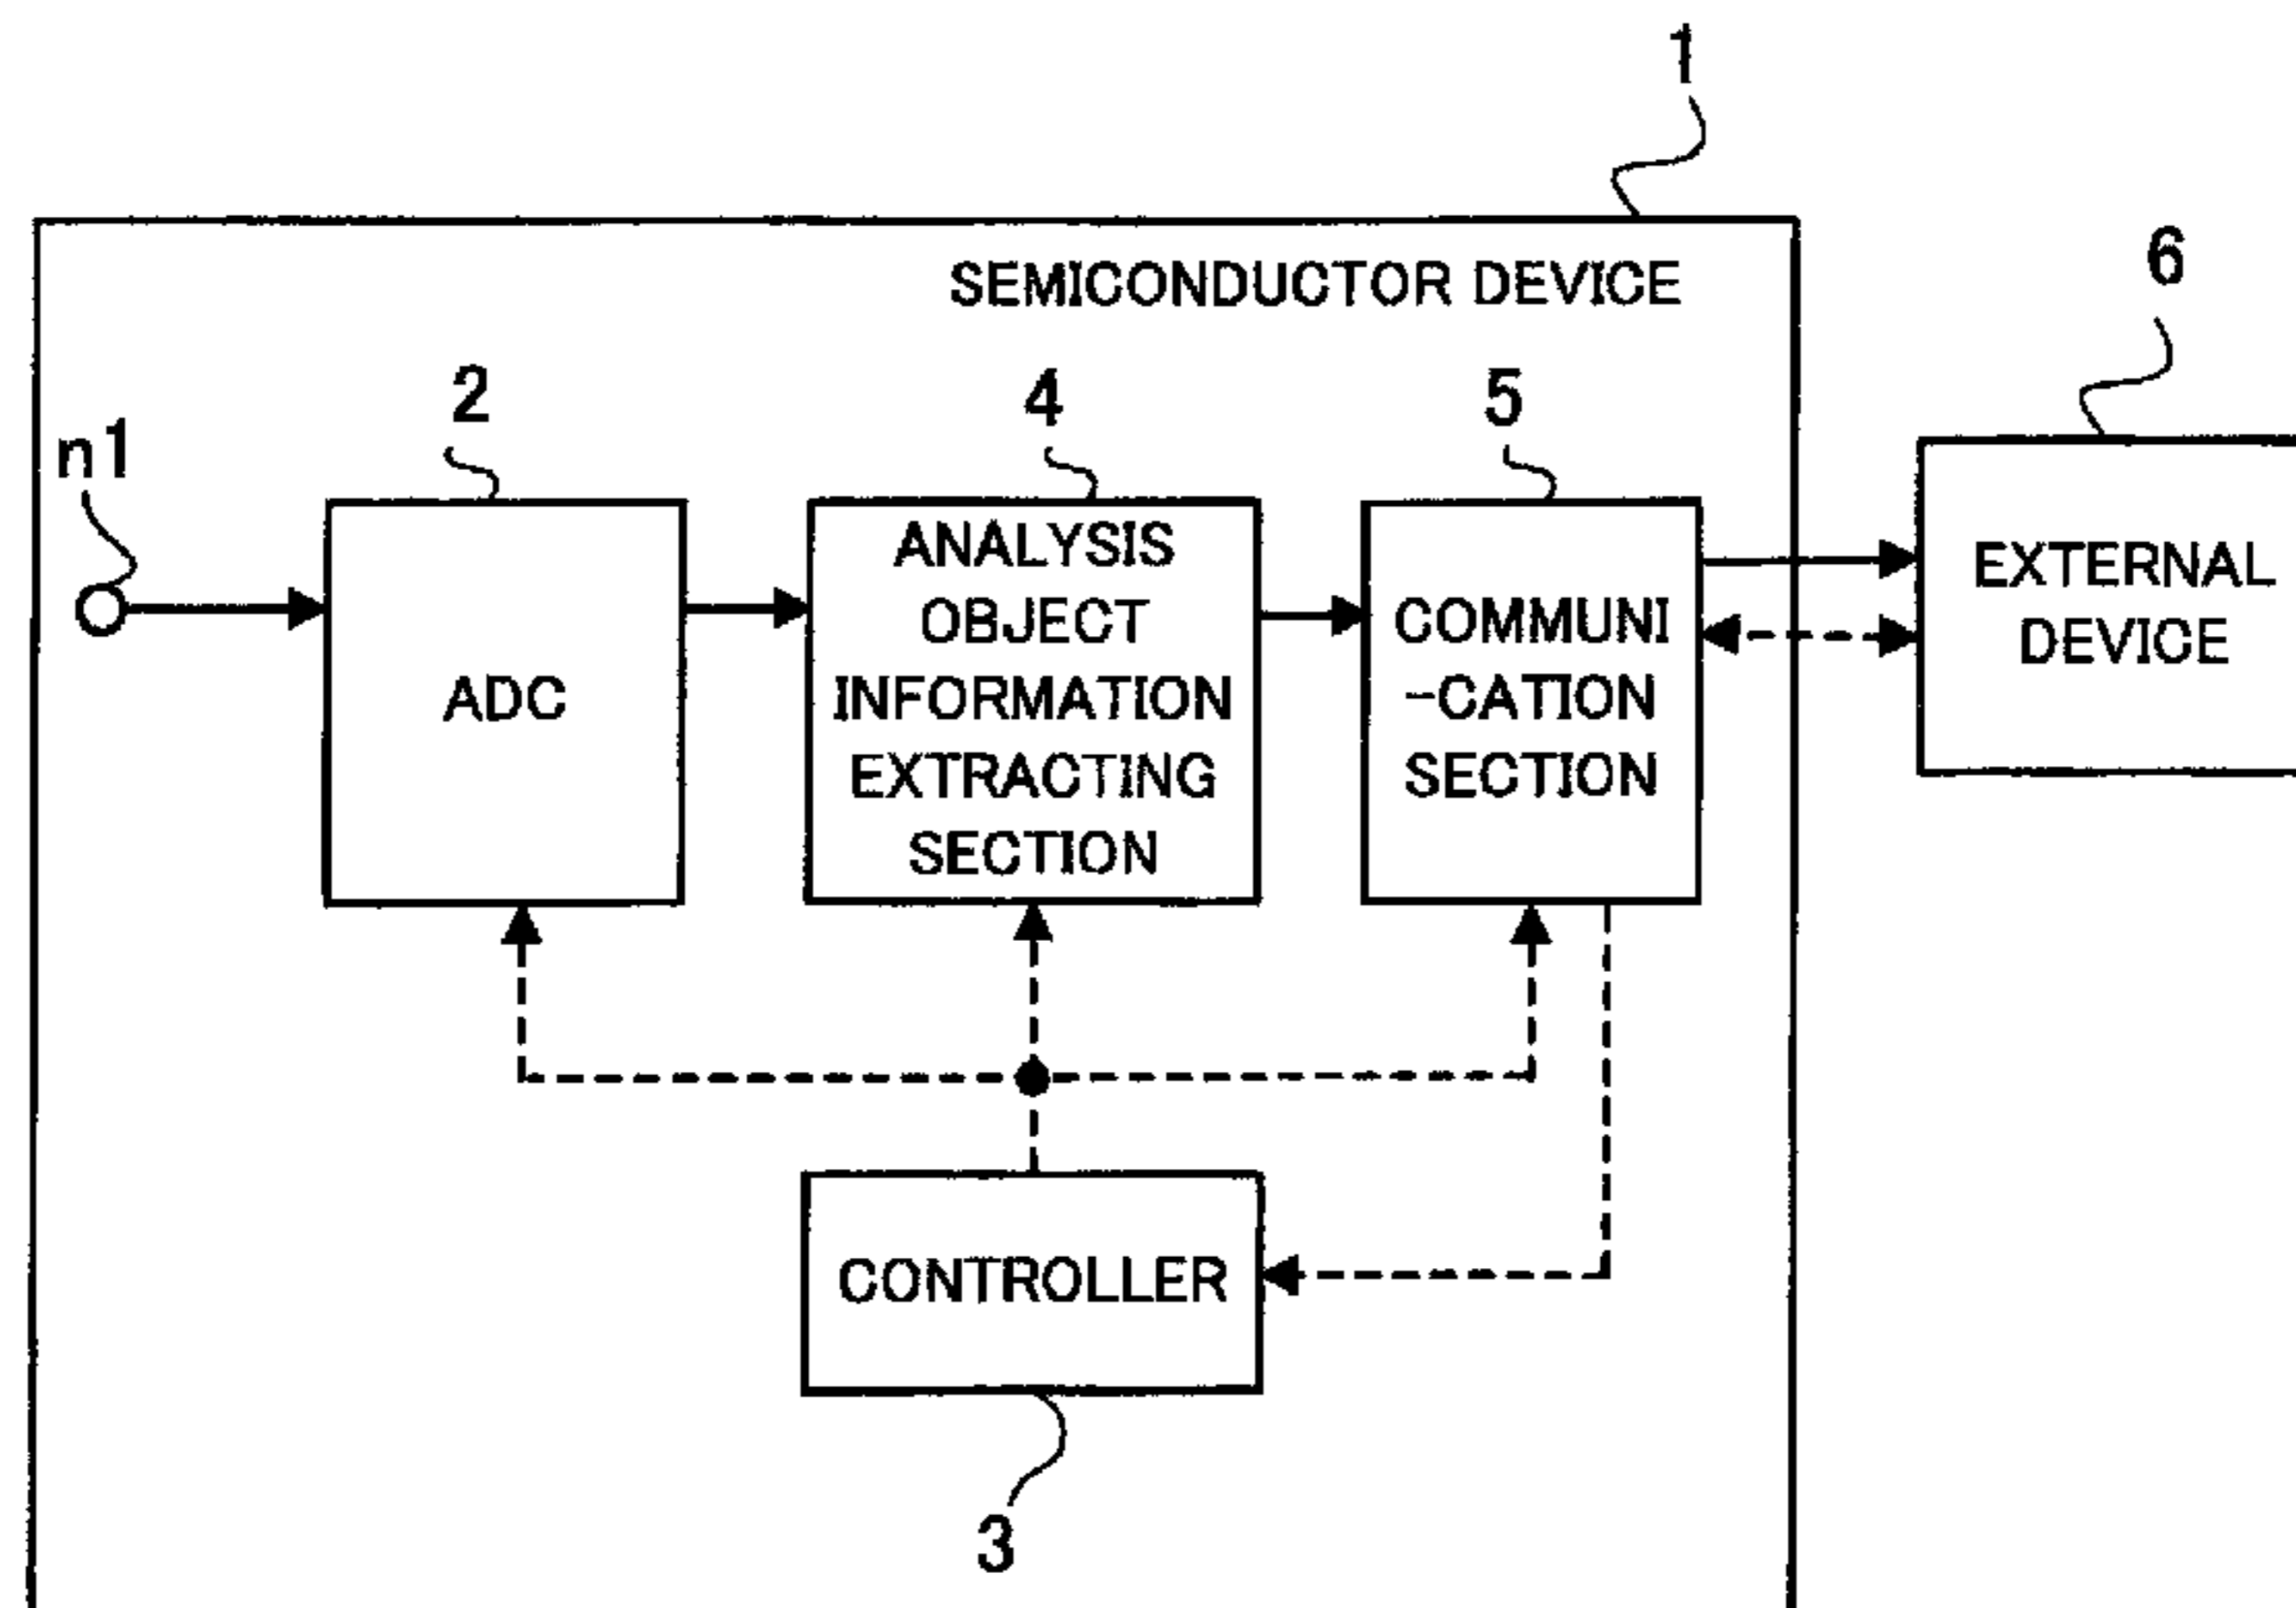 1
SEMICONDUCTOR DEVICE
6
2
4
5
n1
ADC
ANALYSIS
OBJECT
INFORMATION
EXTRACTING
SECTION
COMMUNI
-CATION
SECTION
EXTERNAL
DEVICE
CONTROLLER
3